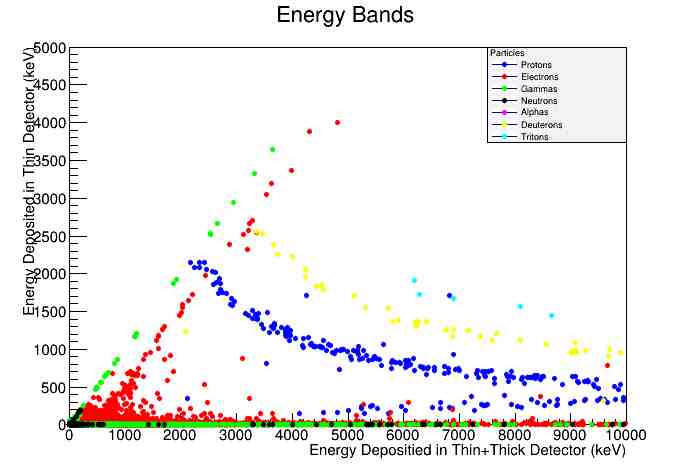 Energy Bands
Energy Deposited in Thin Detector (keV)
5000
4500
4000
3500
3000
2500
2000
1500
1000
500
0
Particles
Protons
Electrons
Gammas
Neutrons
Alphas
Deuterons
Tritons
0 1000 2000 3000 4000 5000 6000 7000 8000 9000 10000
Energy Depositied in Thin+Thick Detector (keV)